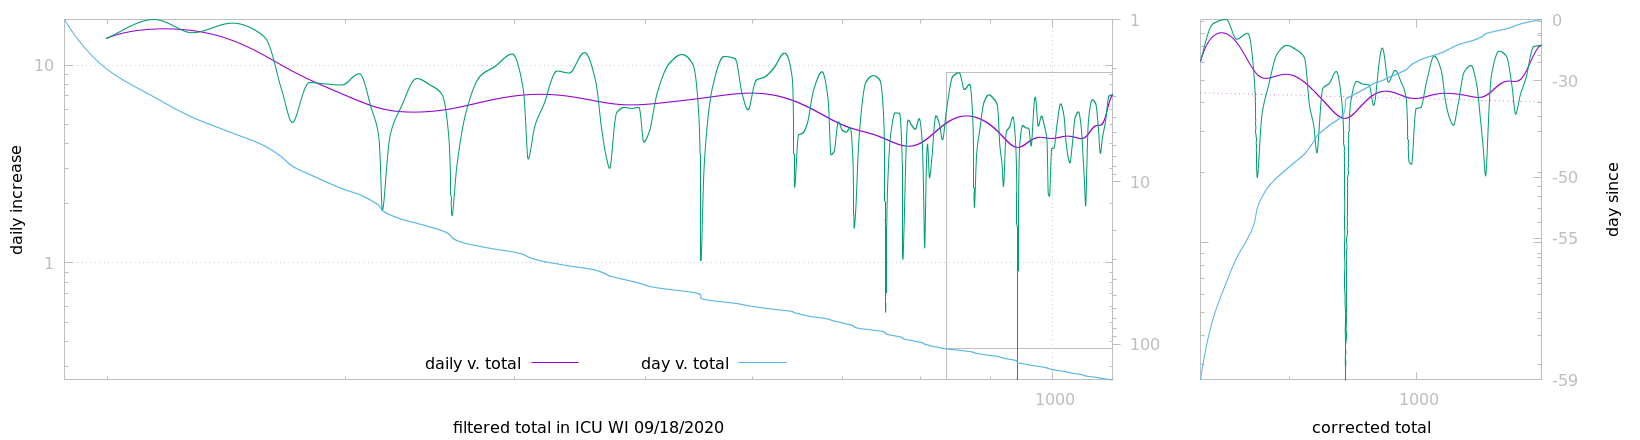 10
1
daily increase
1
10
100
1000
daily v. total
day v. total
filtered total in ICU WI 09/18/2020
0
-30
-50
-55
-59
day since
1000
corrected total